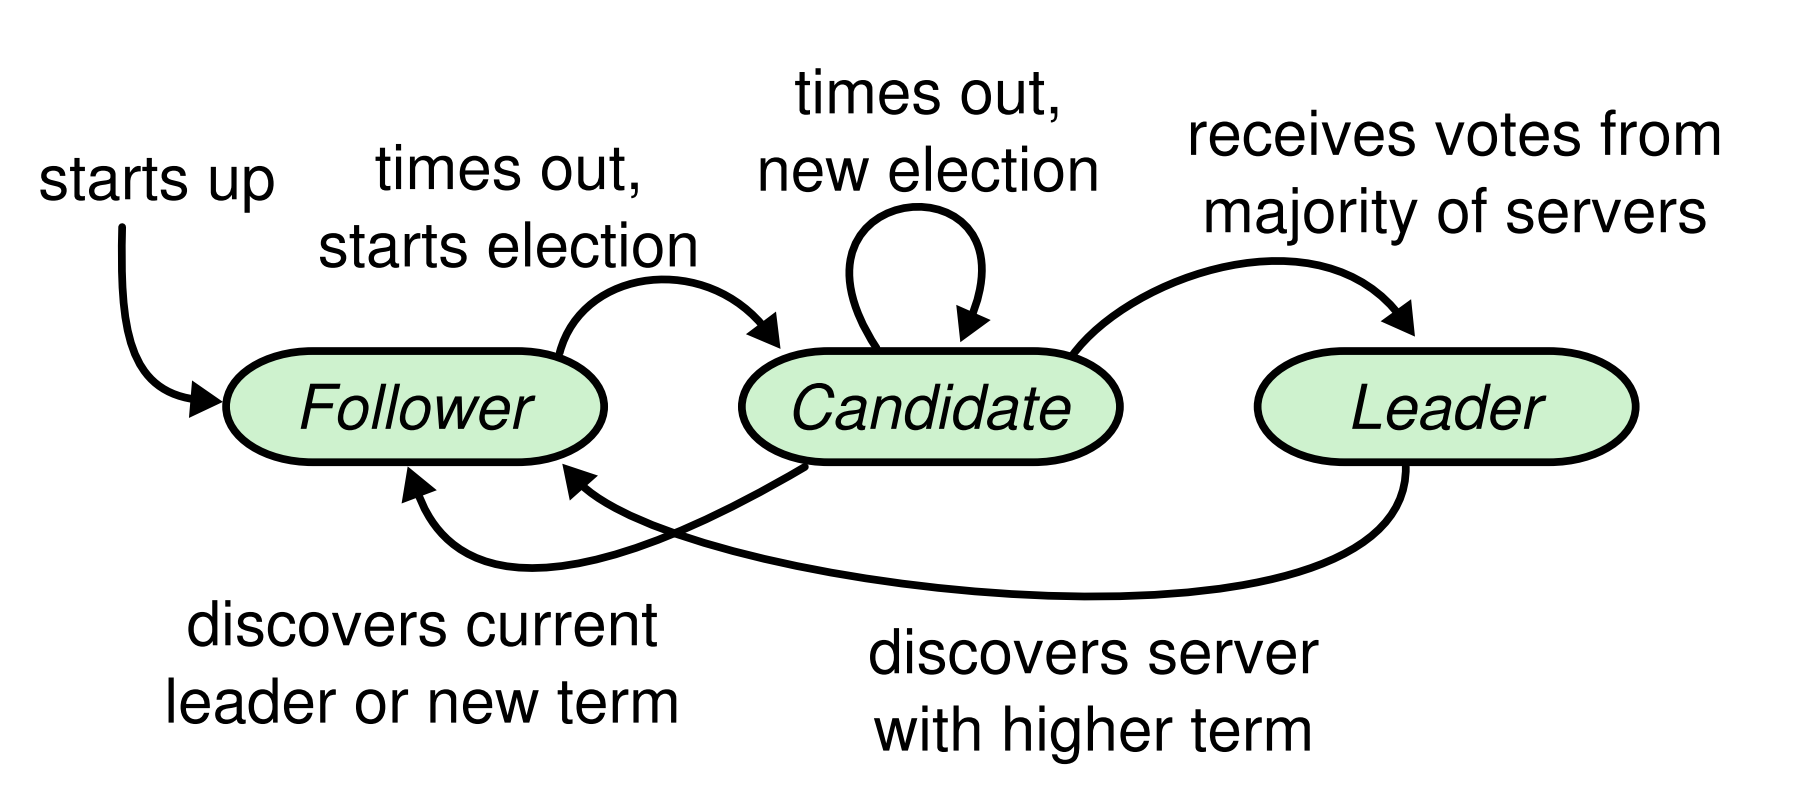 starts up
times out,
starts election
times out,
new election
receives votes from
majority of servers
Follower
Candidate
Leader
discovers current
leader or new term
discovers server
with higher term